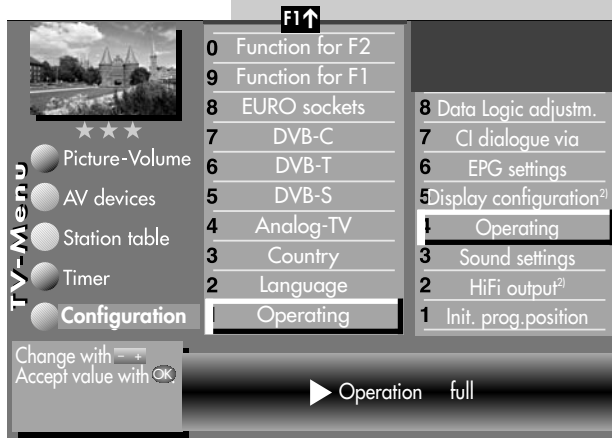 F1↑
TV-Menu
Picture-Volume
AV devices
Station table
Timer
Configuration
0 Function for F2
9 Function for F1
8 EURO sockets
7 DVB-C
6 DVB-T
5 DVB-S
4 Analog-TV
3 Country
2 Language
1 Operating
8 Data Logic adjustm.
7 CI dialogue via
6 EPG settings
5 Display configuration2)
4 Operating
3 Sound settings
2 HiFi output2)
1 Init. prog.position
Change with - +
Accept value with OK.
Operation full